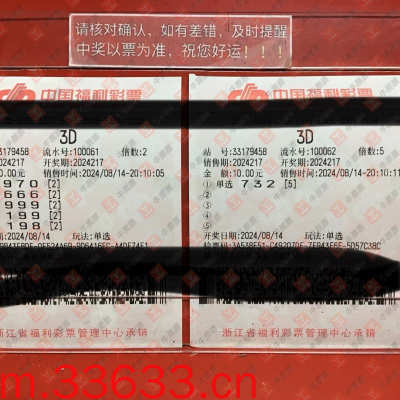 请核对确认，如有差错，及时提醒
中奖以票为准，祝您好运！！！
中国福利彩票
3D
33179458 流水号:100061 倍数:2
2024217 开奖期:2024217
10.00元 销售时间:2024/08/14-20:10:05
970 [2]
666 [2]
999 [2]
199 [2]
198 [2]
2024/08/14 玩法:单选
浙江省福利彩票管理中心承销
中国福利彩票
3D
站 号:33179458 流水号:100062 倍数:5
销售期:2024217 开奖期:2024217
金 额:10.00元 销售时间:2024/08/14-20:10:11
① 单选 732 [5]
②
③
④
⑤
开奖日期:2024/08/14 玩法:单选
浙江省福利彩票管理中心承销
m.33633.cn